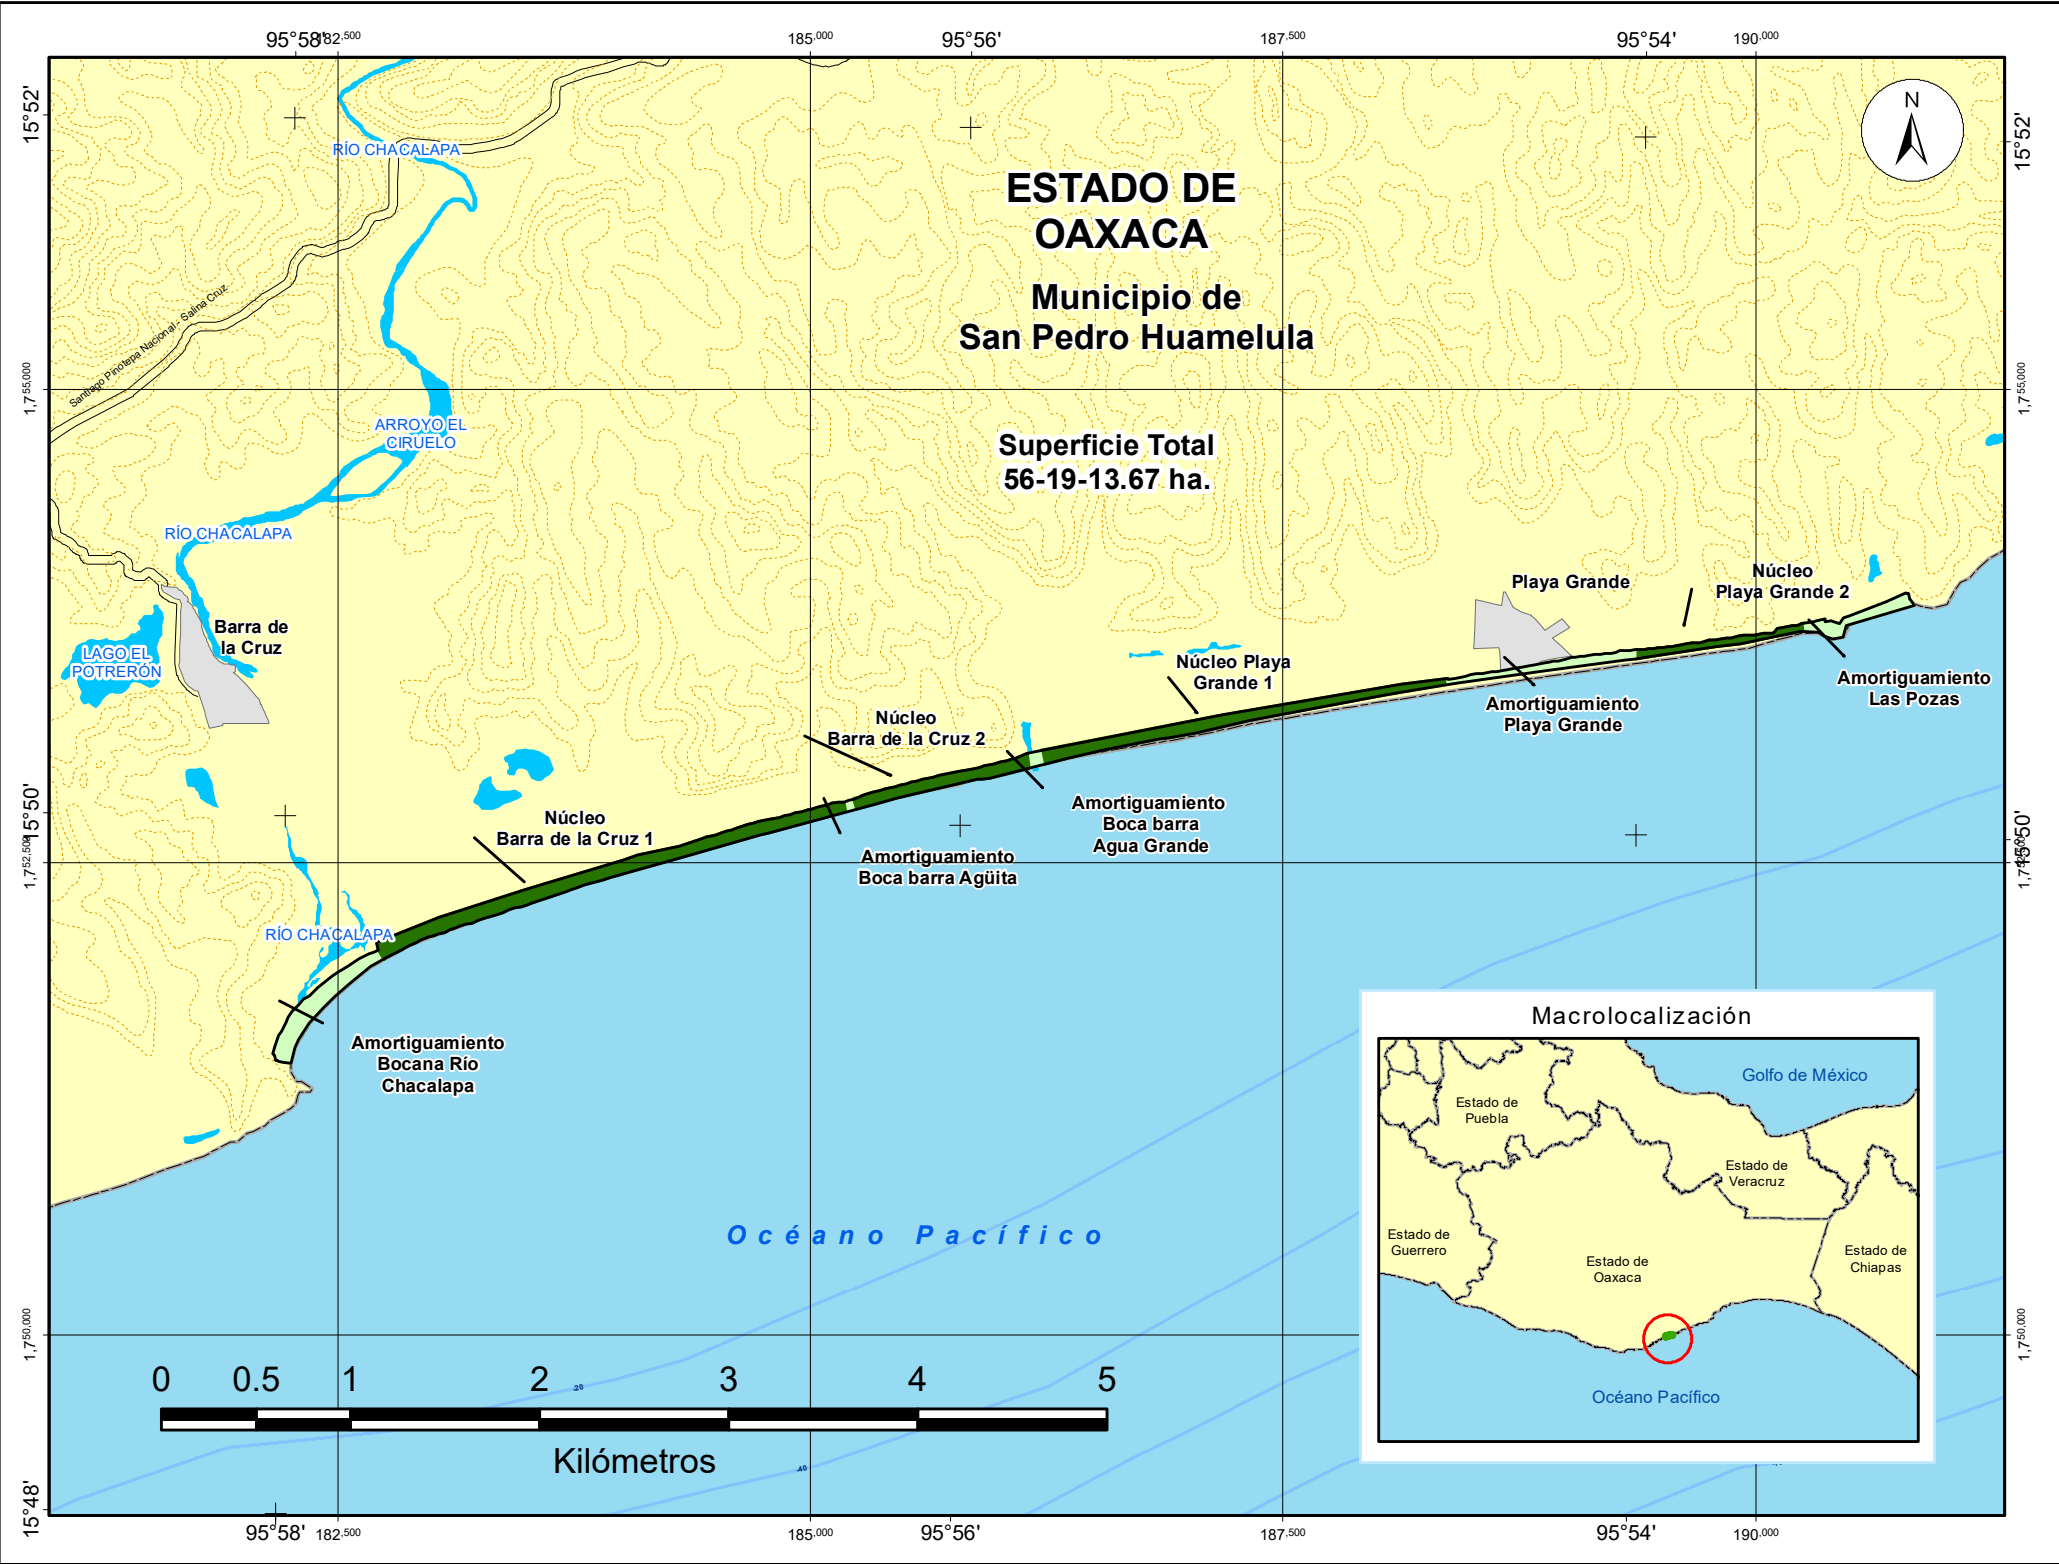 95°58'
182,500
185,000
95°56'
187,500
95°54'
190,000
15°52'
15°52'
N
RÍO CHACALAPA
ESTADO DE
OAXACA
Municipio de
San Pedro Huamelula
Santiago Pinotepa Nacional - Salina Cruz
1,755,000
1,755,000
ARROYO EL
CIRUELO
Superficie Total
56-19-13.67 ha.
RÍO CHACALAPA
Playa Grande
Núcleo
Playa Grande 2
Barra de
la Cruz
LAGO EL
POTRERÓN
Núcleo Playa
Grande 1
Amortiguamiento
Las Pozas
Amortiguamiento
Playa Grande
Núcleo
Barra de la Cruz 2
Amortiguamiento
Boca barra
Agua Grande
Núcleo
Barra de la Cruz 1
Amortiguamiento
Boca barra Agüita
15°50'
1,752,500
15°50'
RÍO CHACALAPA
Amortiguamiento
Bocana Río
Chacalapa
Macrolocalización
Golfo de México
Estado de
Puebla
Estado de
Veracruz
Estado de
Guerrero
Estado de
Chiapas
Estado de
Oaxaca
Océano Pacífico
Océano Pacífico
1,750,000
1,750,000
0 0.5 1 2 3 4 5
Kilómetros
-20
-40
15°48'
95°58'
182,500
185,000
95°56'
187,500
95°54'
190,000